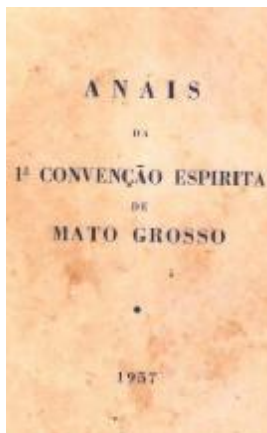 ANAIS
DA
1ª CONVENÇÃO ESPIRITA
DE
MATO GROSSO
1957